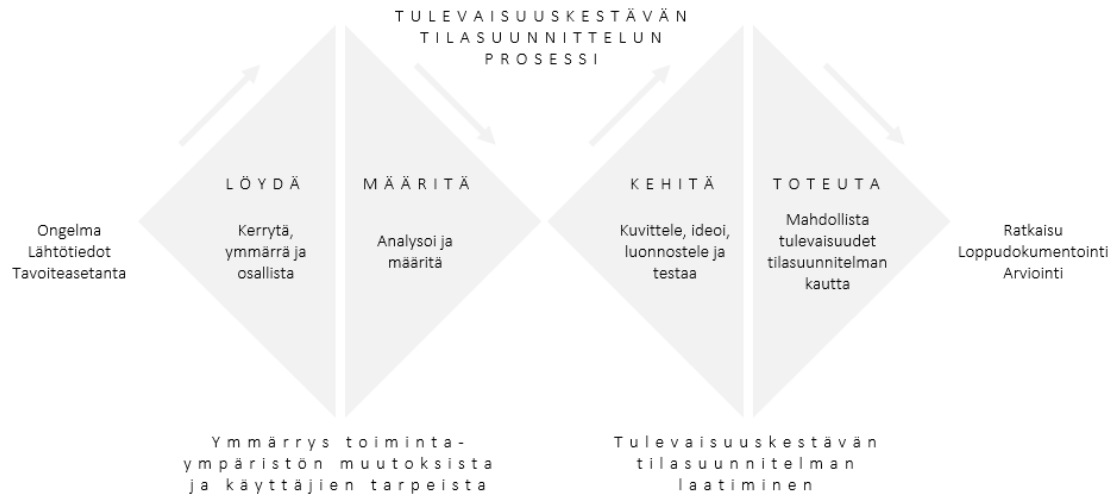 TULEVAISUUSKESTÄVÄN
TILASUUNNITTELUN
PROSESSI
Ongelma
Lähtötiedot
Tavoiteasetanta
LÖYDÄ
Kerrytä,
ymmärrä ja
osallista
MÄÄRITÄ
Analysoi ja
määritä
KEHITÄ
Kuvittele, ideoi,
luonnostele ja
testaa
TOTEUTA
Mahdollista
tulevaisuudet
tilasuunnitelman
kautta
Ratkaisu
Loppudokumentointi
Arviointi
Ymmärrys toiminta-
ympäristön muutoksista
ja käyttäjien tarpeista
Tulevaisuuskestävän
tilasuunnitelman
laatiminen